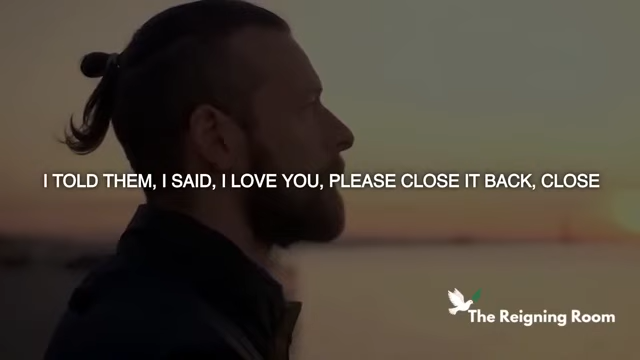 I TOLD THEM, I SAID, I LOVE YOU, PLEASE CLOSE IT BACK, CLOSE
The Reigning Room